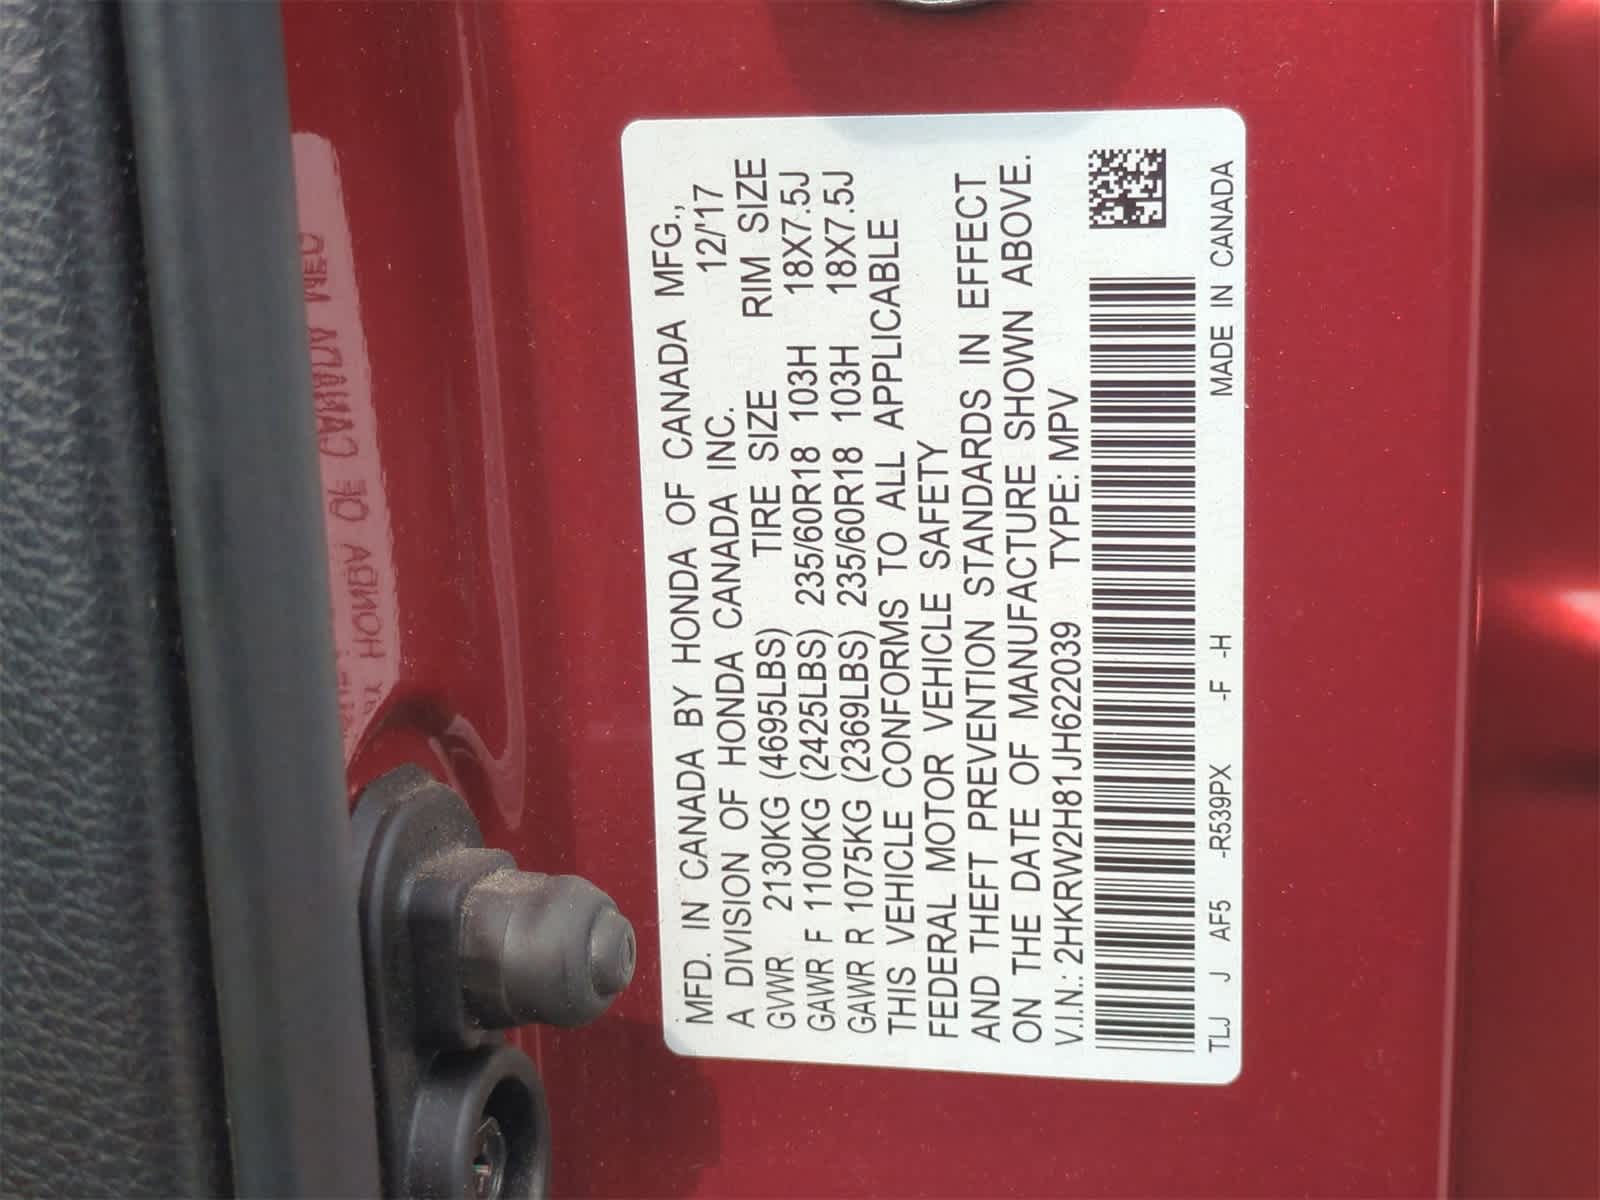 MFD. IN CANADA BY HONDA OF CANADA MFG.,
A DIVISION OF HONDA CANADA INC. 12/'17
GVWR 2130KG (4695LBS) TIRE SIZE RIM SIZE
GAWR F 1100KG (2425LBS) 235/60R18 103H 18X7.5J
GAWR R 1075KG (2369LBS) 235/60R18 103H 18X7.5J
THIS VEHICLE CONFORMS TO ALL APPLICABLE
FEDERAL MOTOR VEHICLE SAFETY
AND THEFT PREVENTION STANDARDS IN EFFECT
ON THE DATE OF MANUFACTURE SHOWN ABOVE.
V.I.N.: 2HKRW2H81JH622039 TYPE: MPV
TLJ J AF5 -R539PX -F -H MADE IN CANADA